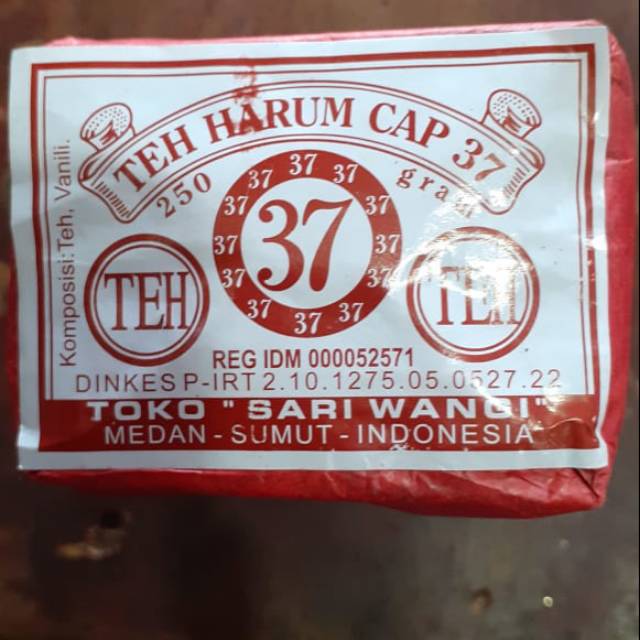 TEH HARUM CAP 37
250 gram
37 37 37 37 37 37 37 37 37 37 37 37
37
TEH
TEH
Komposisi: Teh, Vanili.
REG IDM 000052571
DINKES P-IRT 2.10.1275.05.0527.22
TOKO "SARI WANGI"
MEDAN - SUMUT - INDONESIA